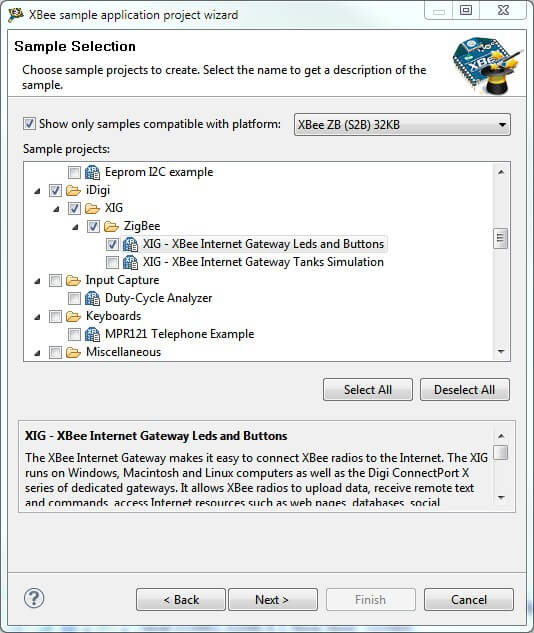 XBee sample application project wizard
Sample Selection
Choose sample projects to create. Select the name to get a description of the
sample.
XBee
Show only samples compatible with platform:
XBee ZB (S2B) 32KB
Sample projects:
Eeprom I2C example
iDigi
XIG
ZigBee
XIG - XBee Internet Gateway Leds and Buttons
XIG - XBee Internet Gateway Tanks Simulation
Input Capture
Duty-Cycle Analyzer
Keyboards
MPR121 Telephone Example
Miscellaneous
Select All
Deselect All
XIG - XBee Internet Gateway Leds and Buttons
The XBee Internet Gateway makes it easy to connect XBee radios to the Internet. The XIG
runs on Windows, Macintosh and Linux computers as well as the Digi ConnectPort X
series of dedicated gateways. It allows XBee radios to upload data, receive remote text
and commands, access Internet resources such as web pages, databases, social
?
< Back
Next >
Finish
Cancel